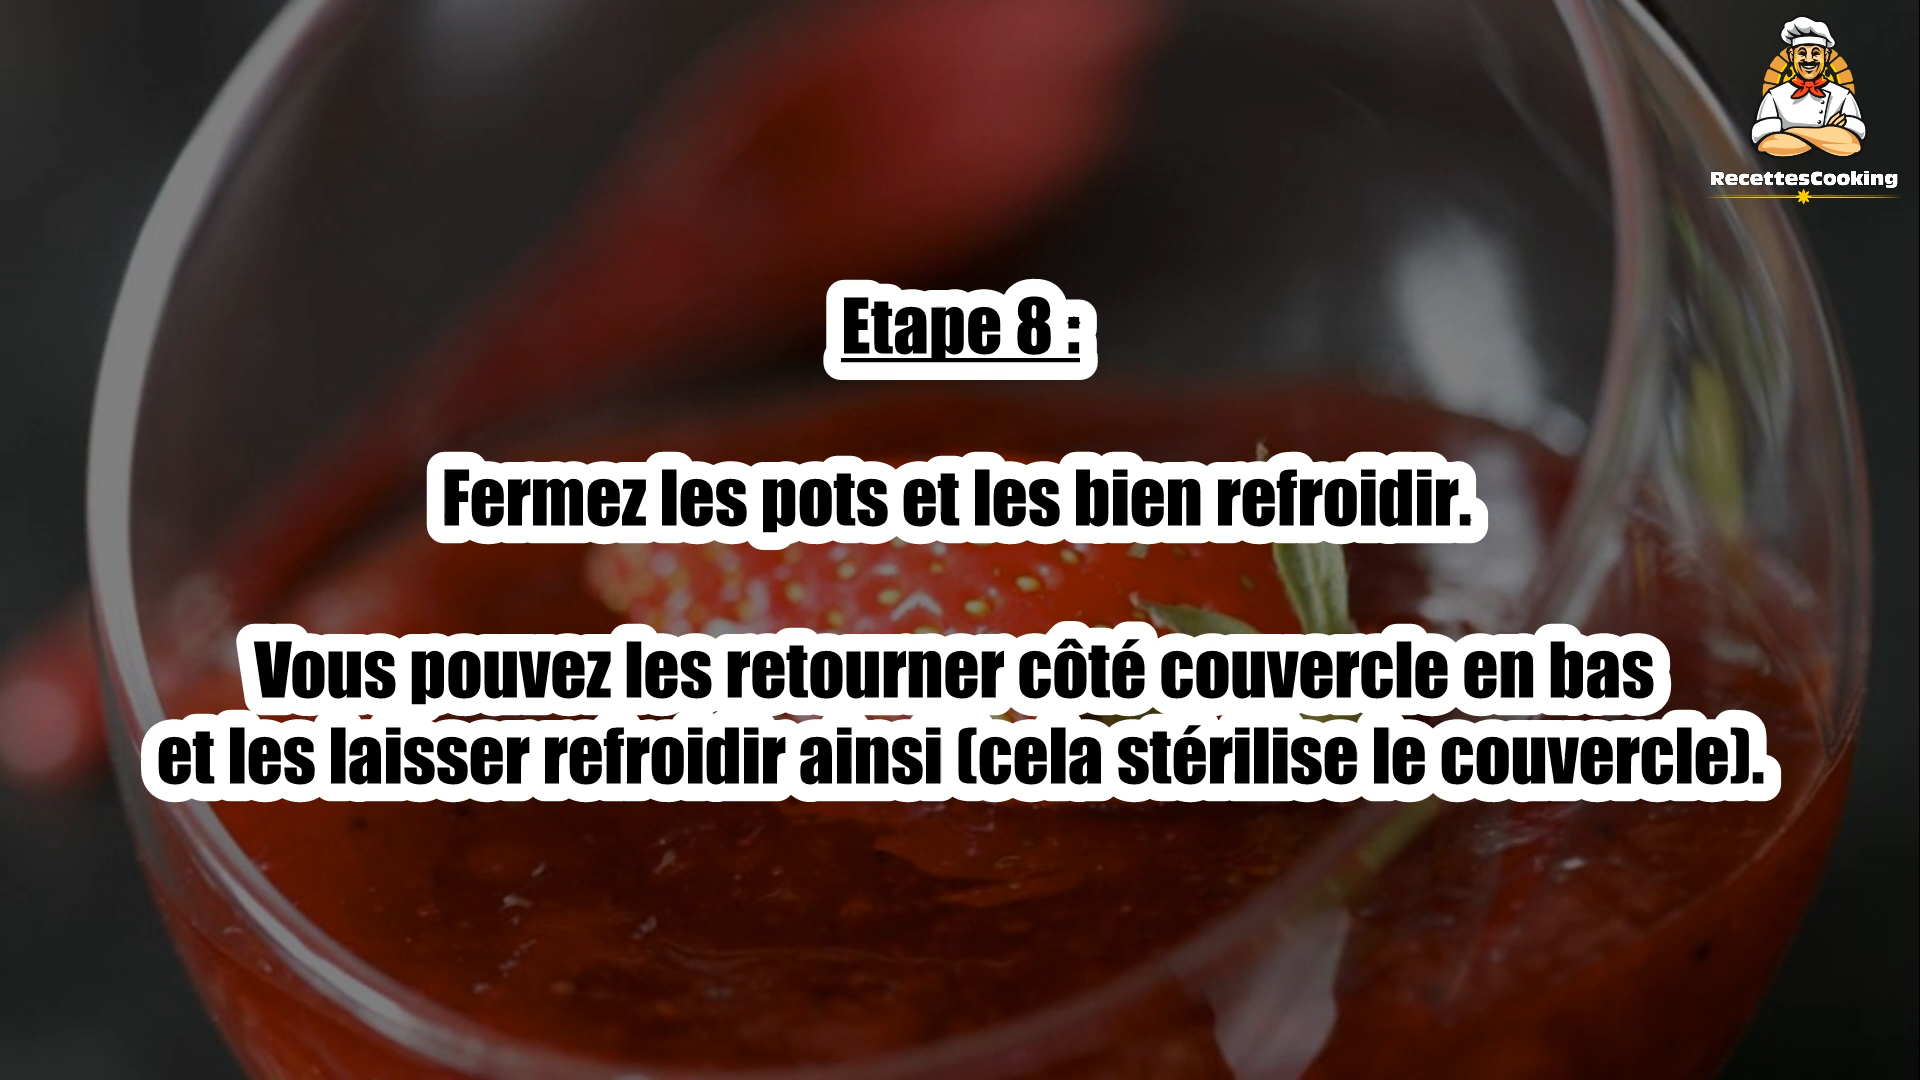 RecettesCooking
Etape 8 :
Fermez les pots et les bien refroidir.
Vous pouvez les retourner côté couvercle en bas
et les laisser refroidir ainsi (cela stérilise le couvercle).